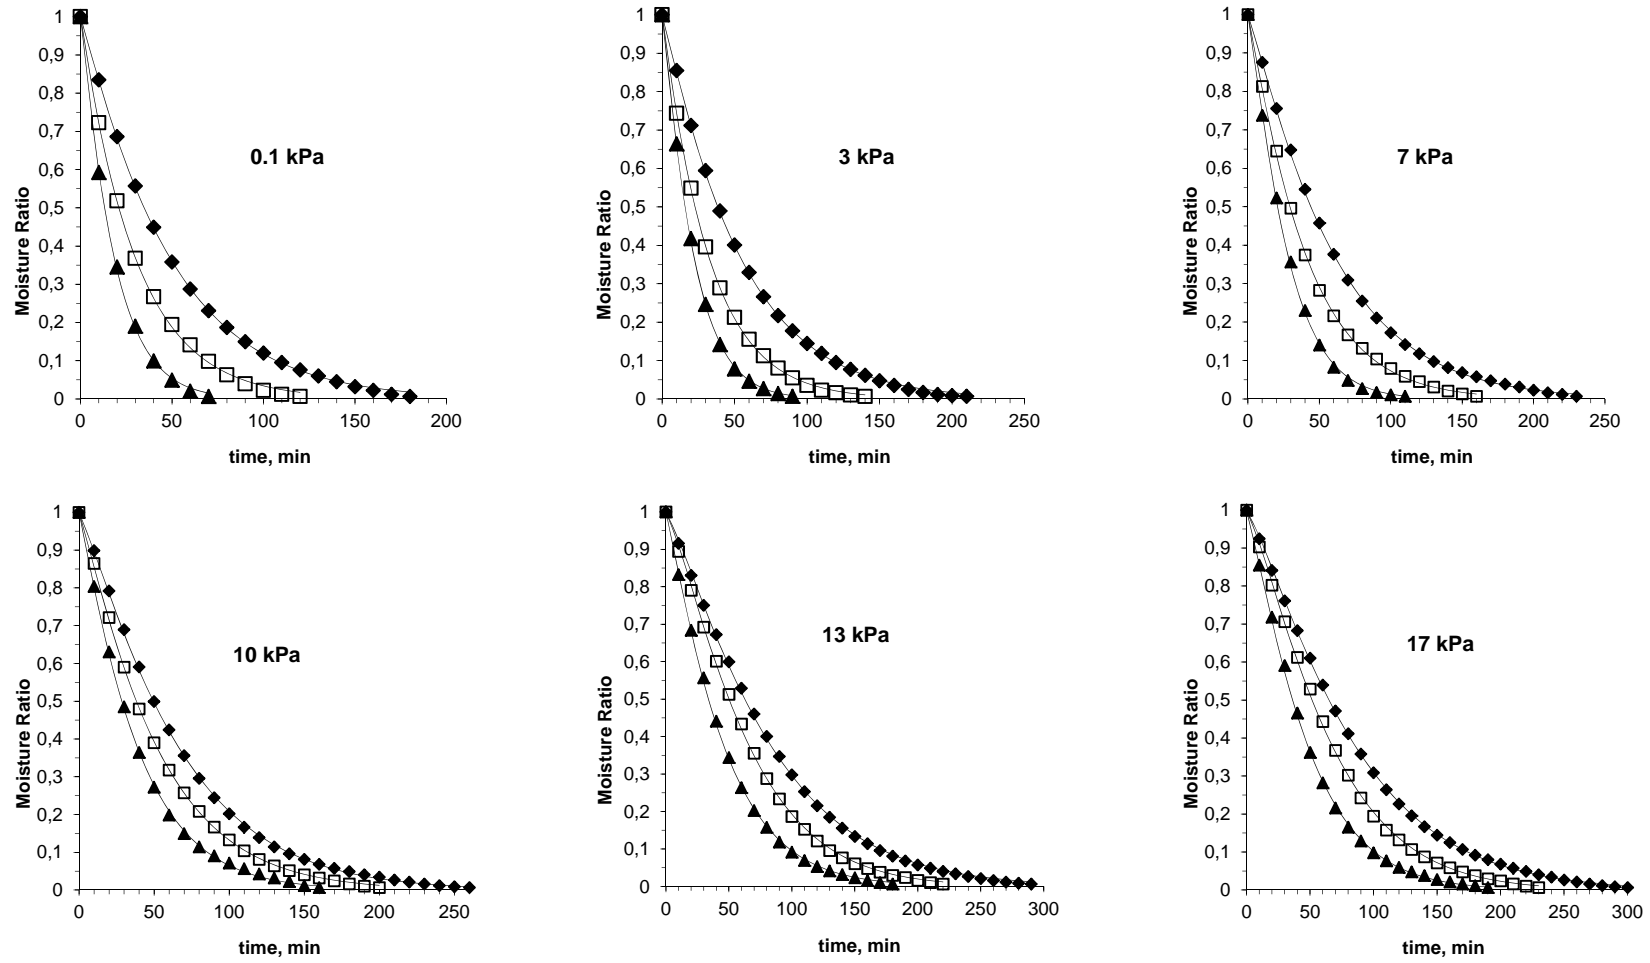 1
0,9
0,8
0,7
0,6
0,5
0,4
0,3
0,2
0,1
0
Moisture Ratio
0.1 kPa
0 50 100 150 200
time, min
1
0,9
0,8
0,7
0,6
0,5
0,4
0,3
0,2
0,1
0
Moisture Ratio
3 kPa
0 50 100 150 200 250
time, min
1
0,9
0,8
0,7
0,6
0,5
0,4
0,3
0,2
0,1
0
Moisture Ratio
7 kPa
0 50 100 150 200 250
time, min
1
0,9
0,8
0,7
0,6
0,5
0,4
0,3
0,2
0,1
0
Moisture Ratio
10 kPa
0 50 100 150 200 250
time, min
1
0,9
0,8
0,7
0,6
0,5
0,4
0,3
0,2
0,1
0
Moisture Ratio
13 kPa
0 50 100 150 200 250 300
time, min
1
0,9
0,8
0,7
0,6
0,5
0,4
0,3
0,2
0,1
0
Moisture Ratio
17 kPa
0 50 100 150 200 250 300
time, min